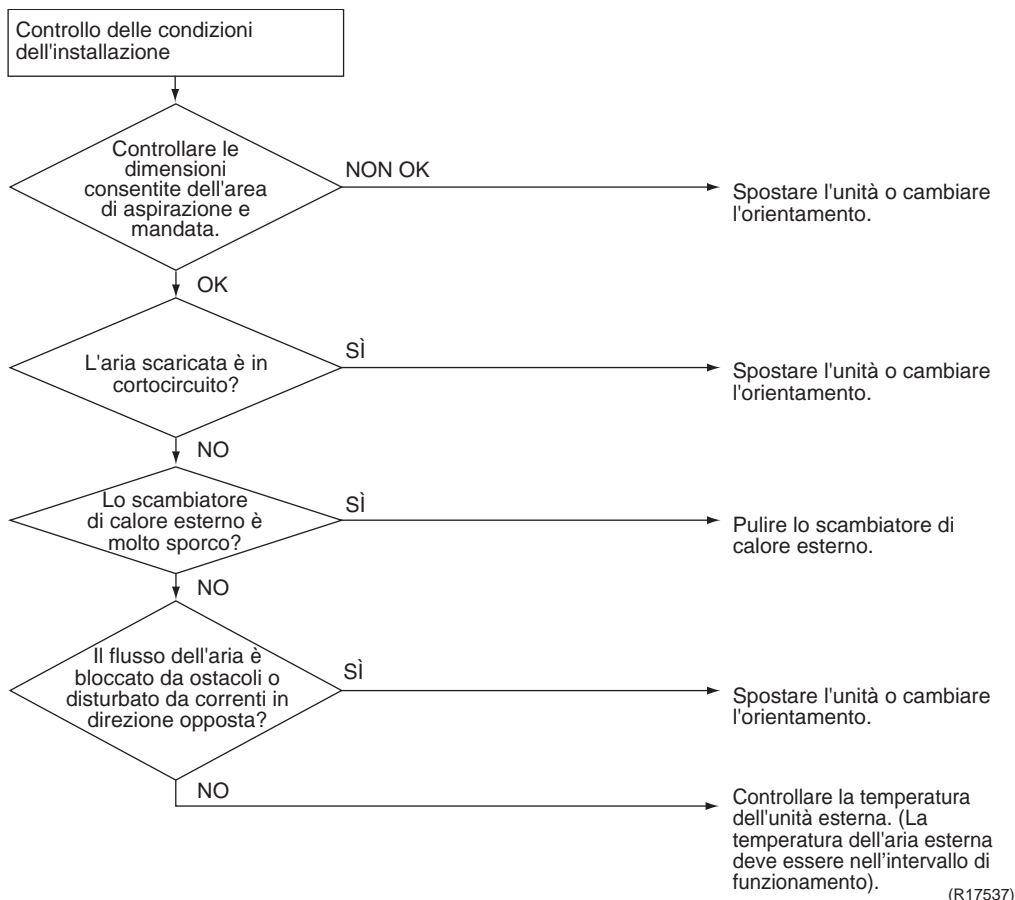 Controllo delle condizioni
dell'installazione
Controllare le
dimensioni
consentite dell'area
di aspirazione e
mandata.
NON OK
Spostare l'unità o cambiare
l'orientamento.
OK
L'aria scaricata è in
cortocircuito?
SÌ
Spostare l'unità o cambiare
l'orientamento.
NO
Lo scambiatore
di calore esterno è
molto sporco?
SÌ
Pulire lo scambiatore di
calore esterno.
NO
Il flusso dell'aria è
bloccato da ostacoli o
disturbato da correnti in
direzione opposta?
SÌ
Spostare l'unità o cambiare
l'orientamento.
NO
Controllare la temperatura
dell'unità esterna. (La
temperatura dell'aria esterna
deve essere nell'intervallo di
funzionamento).
(R17537)